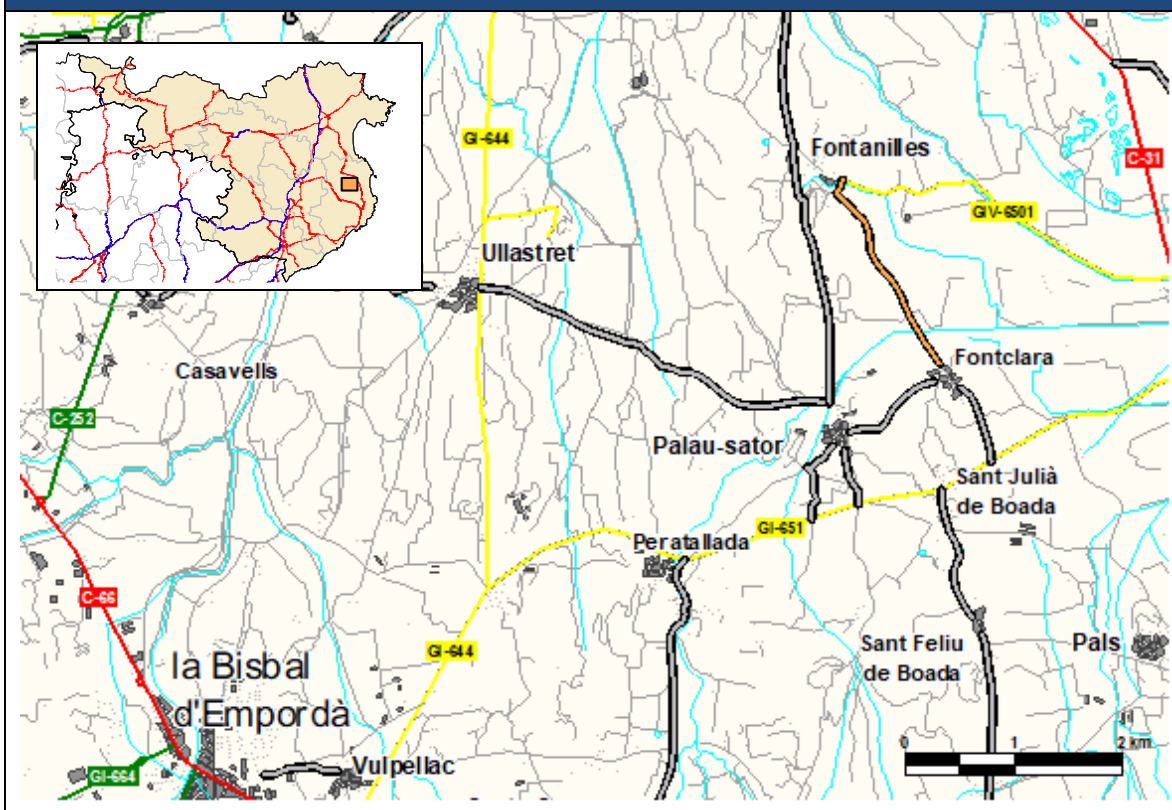 GI-644
Fontanilles
C-31
GIV-6501
Ullastret
Casavells
Fontclara
C-252
Palau-sator
Sant Julià
de Boada
GI-651
Peratallada
C-66
GI-644
Sant Feliu
de Boada
Pals
la Bisbal
d'Empordà
0 1 2 km
GI-664
Vulpellac